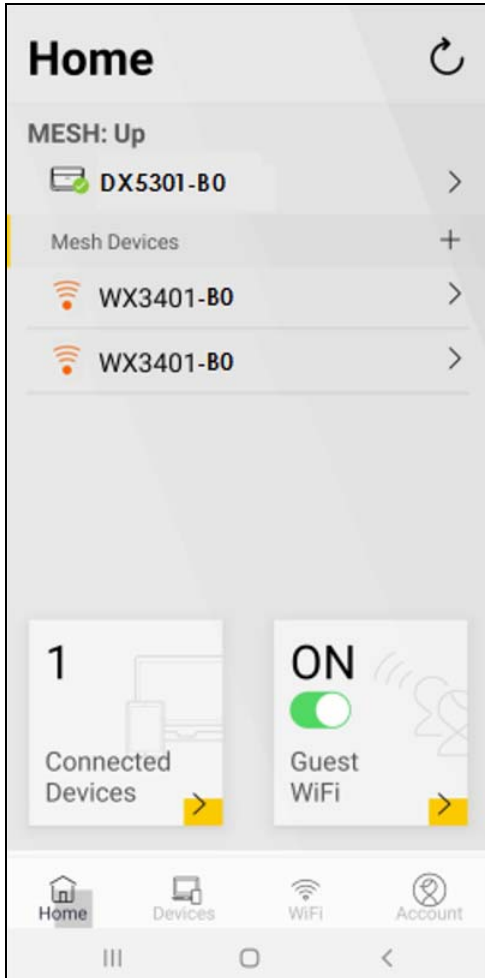 Home
MESH: Up
DX5301-B0
Mesh Devices
WX3401-B0
WX3401-B0
1
Connected
Devices
ON
Guest
WiFi
Home
Devices
WiFi
Account